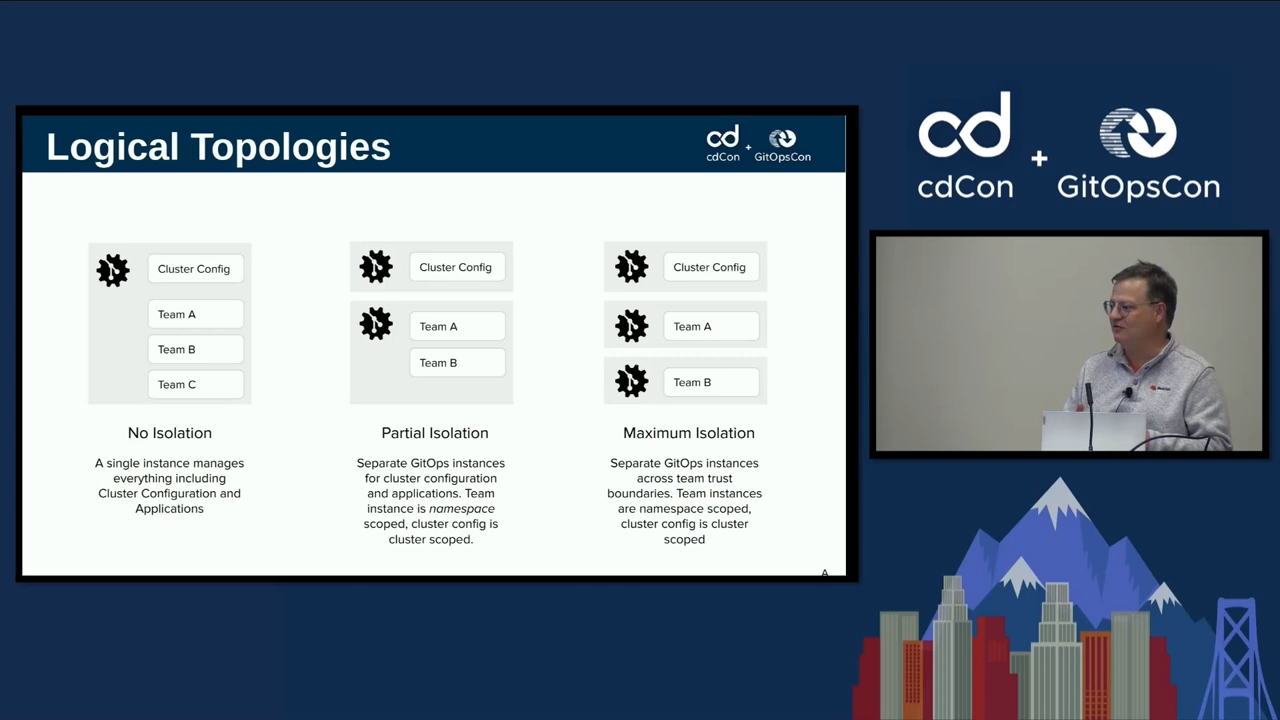 Logical Topologies
cd
cdCon
+
GitOpsCon
Cluster Config
Team A
Team B
Team C
No Isolation
A single instance manages
everything including
Cluster Configuration and
Applications
Cluster Config
Team A
Team B
Partial Isolation
Separate GitOps instances
for cluster configuration
and applications. Team
instance is namespace
scoped, cluster config is
cluster scoped.
Cluster Config
Team A
Team B
Maximum Isolation
Separate GitOps instances
across team trust
boundaries. Team instances
are namespace scoped,
cluster config is cluster
scoped
A
cd
cdCon
+
GitOpsCon